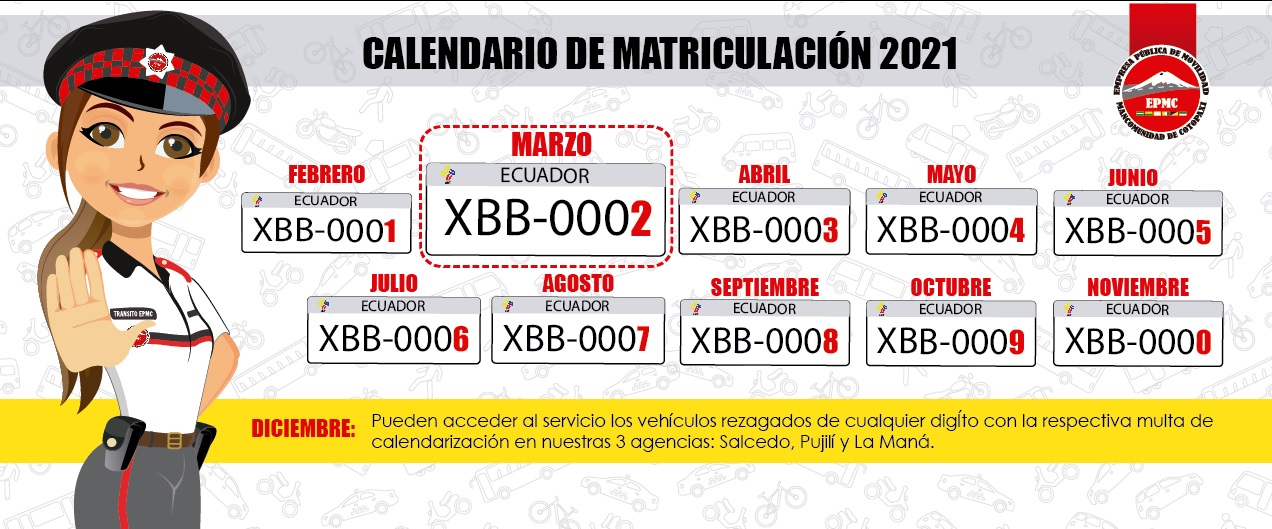 CALENDARIO DE MATRICULACIÓN 2021
EMPRESA PÚBLICA DE MOVILIDAD
EPMC
MANCOMUNIDAD DE COTOPAXI
FEBRERO
ECUADOR
XBB-0001
MARZO
ECUADOR
XBB-0002
ABRIL
ECUADOR
XBB-0003
MAYO
ECUADOR
XBB-0004
JUNIO
ECUADOR
XBB-0005
JULIO
ECUADOR
XBB-0006
AGOSTO
ECUADOR
XBB-0007
SEPTIEMBRE
ECUADOR
XBB-0008
OCTUBRE
ECUADOR
XBB-0009
NOVIEMBRE
ECUADOR
XBB-0000
TRANSITO EPMC
DICIEMBRE: Pueden acceder al servicio los vehículos rezagados de cualquier digÍto con la respectiva multa de
calendarización en nuestras 3 agencias: Salcedo, Pujilí y La Maná.